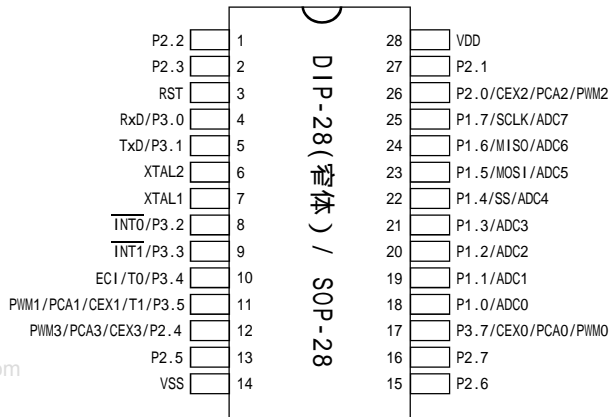 P2.2 1 28 VDD
P2.3 2 27 P2.1
RST 3 26 P2.0/CEX2/PCA2/PWM2
RxD/P3.0 4 25 P1.7/SCLK/ADC7
TxD/P3.1 5 24 P1.6/MISO/ADC6
XTAL2 6 23 P1.5/MOSI/ADC5
XTAL1 7 22 P1.4/SS/ADC4
INT0/P3.2 8 21 P1.3/ADC3
INT1/P3.3 9 20 P1.2/ADC2
ECI/T0/P3.4 10 19 P1.1/ADC1
PWM1/PCA1/CEX1/T1/P3.5 11 18 P1.0/ADC0
PWM3/PCA3/CEX3/P2.4 12 17 P3.7/CEX0/PCA0/PWM0
P2.5 13 16 P2.7
VSS 14 15 P2.6
DIP-28(窄体)/ SOP-28
om